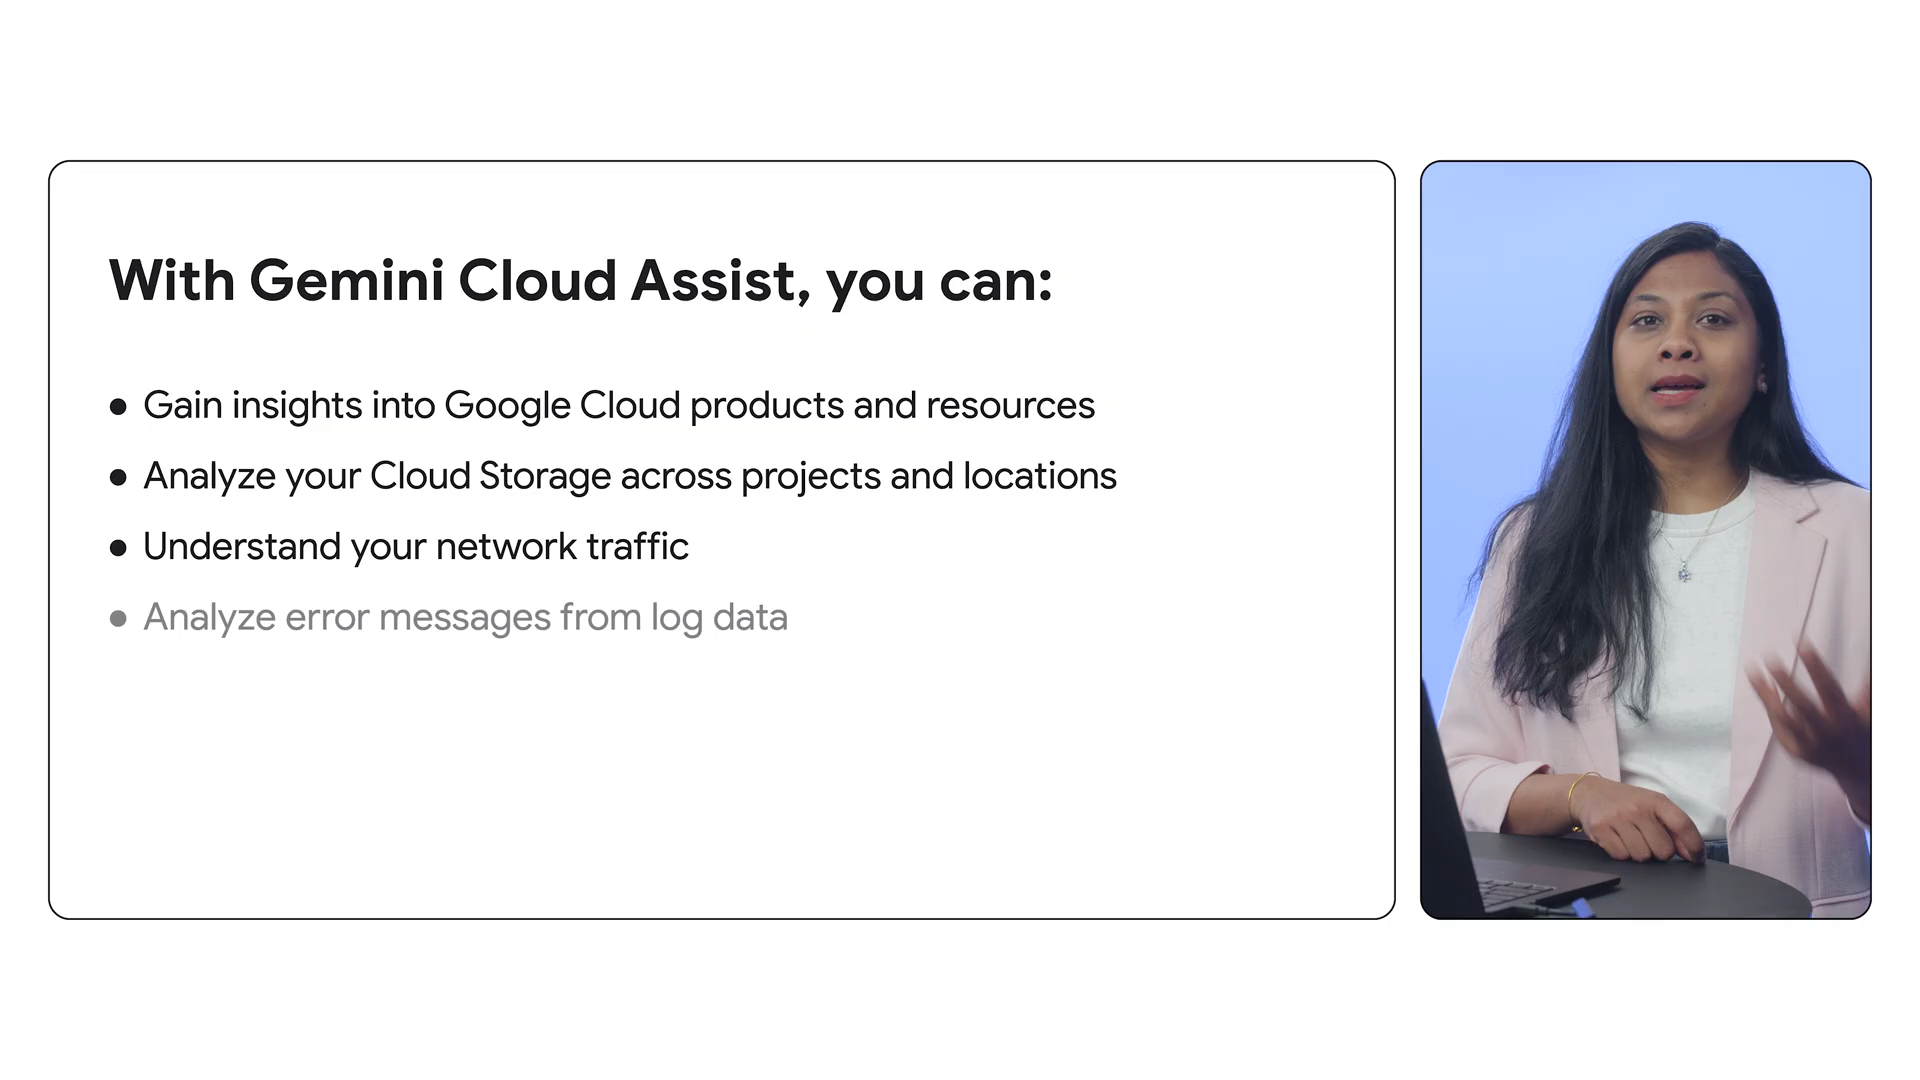 With Gemini Cloud Assist, you can:
● Gain insights into Google Cloud products and resources
● Analyze your Cloud Storage across projects and locations
● Understand your network traffic
● Analyze error messages from log data